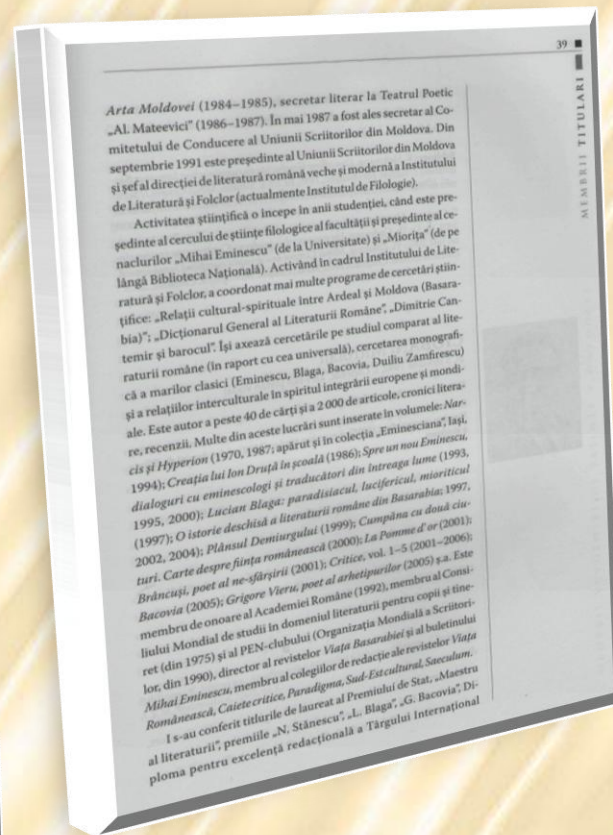 39
MEMBRII TITULARI
Arta Moldovei (1984–1985), secretar literar la Teatrul Poetic
„Al. Mateevici” (1986–1987). În mai 1987 a fost ales secretar al Co-
mitetului de Conducere al Uniunii Scriitorilor din Moldova. Din
septembrie 1991 este președinte al Uniunii Scriitorilor din Moldova
și șef al direcției de literatură română veche și modernă a Institutului
de Literatură și Folclor (actualmente Institutul de Filologie).
Activitatea științifică o începe în anii studenției, când este pre-
ședinte al cercului de științe filologice al facultății și președinte al ce-
naclurilor „Mihai Eminescu” (de la Universitate) și „Miorița” (de pe
lângă Biblioteca Națională). Activând în cadrul Institutului de Lite-
ratură și Folclor, a coordonat mai multe programe de cercetări știin-
țifice: „Relații cultural-spirituale între Ardeal și Moldova (Basara-
bia)”; „Dicționarul General al Literaturii Române”, „Dimitrie Can-
temir și barocul”. Își axează cercetările pe studiul comparat al lite-
raturii române (în raport cu cea universală), cercetarea monografi-
că a marilor clasici (Eminescu, Blaga, Bacovia, Duiliu Zamfirescu)
și a relațiilor interculturale în spiritul integrării europene și mondi-
ale. Este autor a peste 40 de cărți și a 2 000 de articole, cronici litera-
re, recenzii. Multe din aceste lucrări sunt inserate în volumele: Nar-
cis și Hyperion (1970, 1987; apărut și în colecția „Eminesciana”, Iași,
1994); Creația lui Ion Druță în școală (1986); Spre un nou Eminescu,
dialoguri cu eminescologi și traducători din întreaga lume (1993,
1995, 2000); Lucian Blaga: paradisiacul, luciferícul, mioriticul
(1997); O istorie deschisă a literaturii române din Basarabia; 1997,
2002, 2004); Plânsul Demiurgului (1999); Cumpăna cu două ciu-
turi. Carte despre ființa românească (2000); La Pomme d'or (2001);
Brâncuși, poet al ne-sfârșirii (2001); Critice, vol. 1–5 (2001–2006);
Bacovia (2005); Grigore Vieru, poet al arhetipurilor (2005) ș.a. Este
membru de onoare al Academiei Române (1992), membru al Consi-
liului Mondial de studii în domeniul literaturii pentru copii și tine-
ret (din 1975) și al PEN-clubului (Organizația Mondială a Scriitori-
lor, din 1990), director al revistelor Viața Basarabiei și al buletinului
Mihai Eminescu, membru al colegiilor de redacție ale revistelor Viața
Românească, Caiete critice, Paradigma, Sud-Est cultural, Saeculum.
I s-au conferit titlurile de laureat al Premiului de Stat, „Maestru
al literaturii”, premiile „N. Stănescu”, „L. Blaga”, „G. Bacovia”, Di-
ploma pentru excelență redacțională a Târgului Internațional